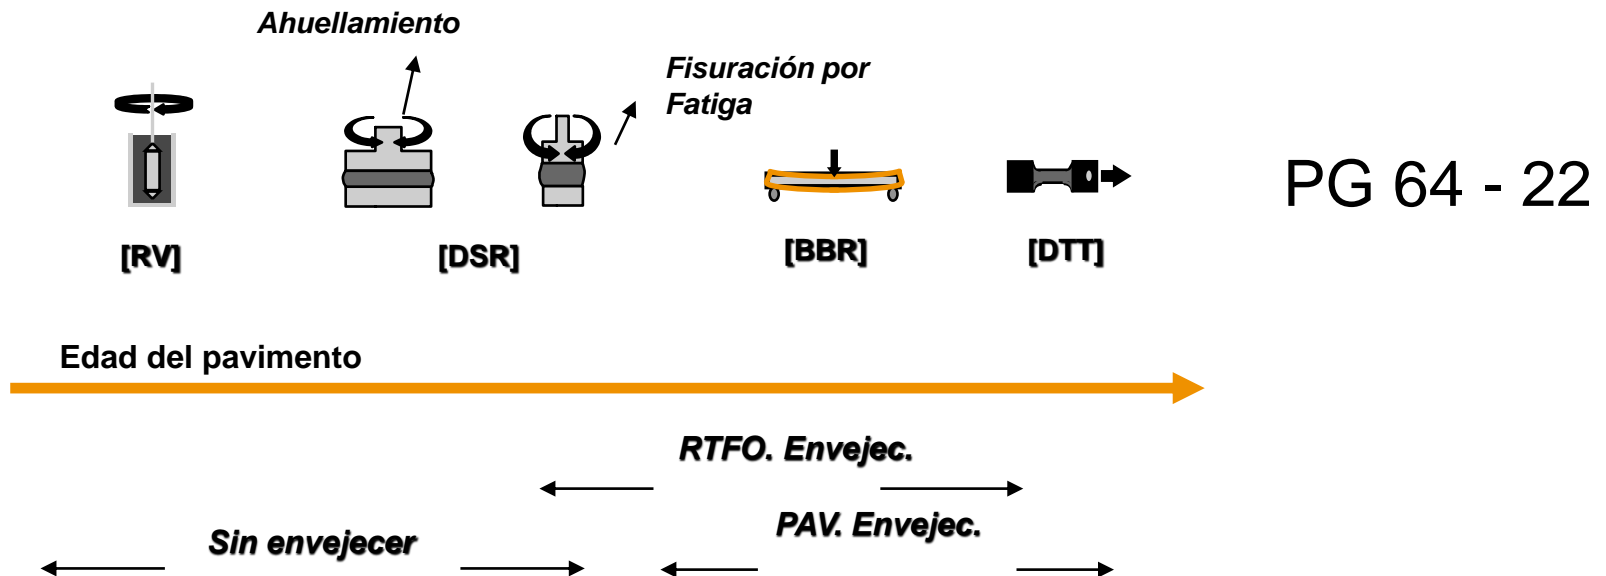 Ahuellamiento
Fisuración por
Fatiga
[RV]
[DSR]
[BBR]
[DTT]
PG 64 - 22
Edad del pavimento
RTFO. Envejec.
PAV. Envejec.
Sin envejecer